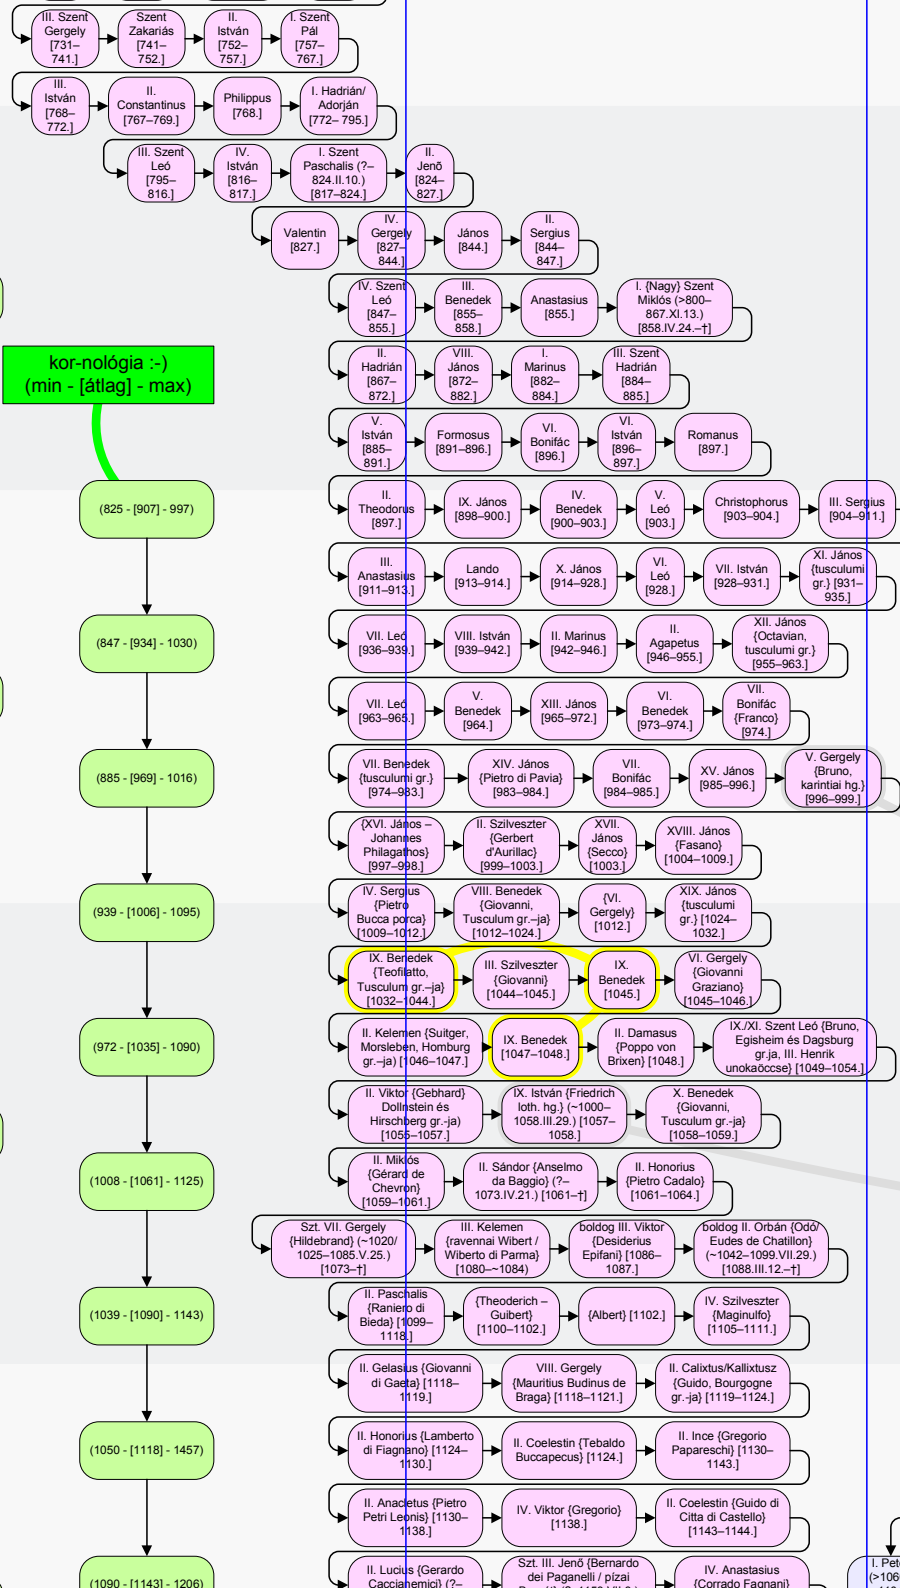 III. Szent
Gergely
[731–
741.]
Szent
Zakariás
[741–
752.]
II.
István
[752–
757.]
I. Szent
Pál
[757–
767.]
III.
István
[768–
772.]
II.
Constantinus
[767–769.]
Philippus
[768.]
I. Hadrián/
Adorján
[772– 795.]
III. Szent
Leó
[795–
816.]
IV.
István
[816–
817.]
I. Szent
Paschalis (?–
824.II.10.)
[817–824.]
II.
Jenő
[824–
827.]
Valentin
[827.]
IV.
Gergely
[827–
844.]
János
[844.]
II.
Sergius
[844–
847.]
IV. Szent
Leó
[847–
855.]
III.
Benedek
[855–
858.]
Anastasius
[855.]
I. {Nagy} Szent
Miklós (>800–
867.XI.13.)
[858.IV.24.–†]
kor-nológia :-)
(min - [átlag] - max)
II.
Hadrián
[867–
872.]
VIII.
János
[872–
882.]
I.
Marinus
[882–
884.]
III. Szent
Hadrián
[884–
885.]
V.
István
[885–
891.]
Formosus
[891–896.]
VI.
Bonifác
[896.]
VI.
István
[896–
897.]
Romanus
[897.]
(825 - [907] - 997)
II.
Theodorus
[897.]
IX. János
[898–900.]
IV.
Benedek
[900–903.]
V.
Leó
[903.]
Christophorus
[903–904.]
III. Sergius
[904–911.]
III.
Anastasius
[911–913.]
Lando
[913–914.]
X. János
[914–928.]
VI.
Leó
[928.]
VII. István
[928–931.]
XI. János
{tusculumi
gr.} [931–
935.]
(847 - [934] - 1030)
VII. Leó
[936–939.]
VIII. István
[939–942.]
II. Marinus
[942–946.]
II.
Agapetus
[946–955.]
XII. János
{Octavian,
tusculumi gr.}
[955–963.]
VII. Leó
[963–965.]
V.
Benedek
[964.]
XIII. János
[965–972.]
VI.
Benedek
[973–974.]
VII.
Bonifác
{Franco}
[974.]
(885 - [969] - 1016)
VII. Benedek
{tusculumi gr.}
[974–983.]
XIV. János
{Pietro di Pavia}
[983–984.]
VII.
Bonifác
[984–985.]
XV. János
[985–996.]
V. Gergely
{Bruno,
karintiai hg.}
[996–999.]
{XVI. János –
Johannes
Philagathos}
[997–998.]
II. Szilveszter
{Gerbert
d'Aurillac}
[999–1003.]
XVII.
János
{Secco}
[1003.]
XVIII. János
{Fasano}
[1004–1009.]
(939 - [1006] - 1095)
IV. Sergius
{Pietro
Bucca porca}
[1009–1012.]
VIII. Benedek
{Giovanni,
Tusculum gr.–ja}
[1012–1024.]
{VI.
Gergely}
[1012.]
XIX. János
{tusculumi
gr.} [1024–
1032.]
IX. Benedek
{Teofilatto,
Tusculum gr.–ja}
[1032–1044.]
III. Szilveszter
{Giovanni}
[1044–1045.]
IX.
Benedek
[1045.]
VI. Gergely
{Giovanni
Graziano}
[1045–1046.]
(972 - [1035] - 1090)
II. Kelemen {Suitger,
Morsleben, Homburg
gr.–ja} [1046–1047.]
IX. Benedek
[1047–1048.]
II. Damasus
{Poppo von
Brixen} [1048.]
IX./XI. Szent Leó {Bruno,
Egisheim és Dagsburg
gr.ja, III. Henrik
unokaöccse} [1049–1054.]
II. Viktor {Gebhard}
Dollnstein és
Hirschberg gr.-ja)
[1055–1057.]
IX. István {Friedrich
loth. hg.} (~1000–
1058.III.29.) [1057–
1058.]
X. Benedek
{Giovanni,
Tusculum gr.-ja}
[1058–1059.]
(1008 - [1061] - 1125)
II. Miklós
{Gérard de
Chevron}
[1059–1061.]
II. Sándor {Anselmo
da Baggio} (?–
1073.IV.21.) [1061–†]
II. Honorius
{Pietro Cadalo}
[1061–1064.]
Szt. VII. Gergely
{Hildebrand} (~1020/
1025–1085.V.25.)
[1073–†]
III. Kelemen
{ravennai Wibert /
Wiberto di Parma}
[1080–~1084)
boldog III. Viktor
{Desiderius
Epifani} [1086–
1087.]
boldog II. Orbán {Odó/
Eudes de Chatillon}
(~1042–1099.VII.29.)
[1088.III.12.–†]
(1039 - [1090] - 1143)
II. Paschalis
{Raniero di
Bieda} [1099–
1118.]
{Theoderich –
Guibert}
[1100–1102.]
{Albert} [1102.]
IV. Szilveszter
{Maginulfo}
[1105–1111.]
II. Gelasius {Giovanni
di Gaeta} [1118–
1119.]
VIII. Gergely
{Mauritius Budinus de
Braga} [1118–1121.]
II. Calixtus/Kallixtusz
{Guido, Bourgogne
gr.-ja} [1119–1124.]
(1050 - [1118] - 1457)
II. Honorius {Lamberto
di Fiagnano} [1124–
1130.]
II. Coelestin {Tebaldo
Buccapecus} [1124.]
II. Ince {Gregorio
Papareschi} [1130–
1143.]
II. Anacletus {Pietro
Petri Leonis} [1130–
1138.]
IV. Viktor {Gregorio}
[1138.]
II. Coelestin {Guido di
Citta di Castello}
[1143–1144.]
(1090 - [1143] - 1206)
II. Lucius {Gerardo
Caccianemici} (?–
Szt. III. Jenő {Bernardo
dei Paganelli / pízai
IV. Anastasius
{Corrado Fagnani}
I. Pet
(>106